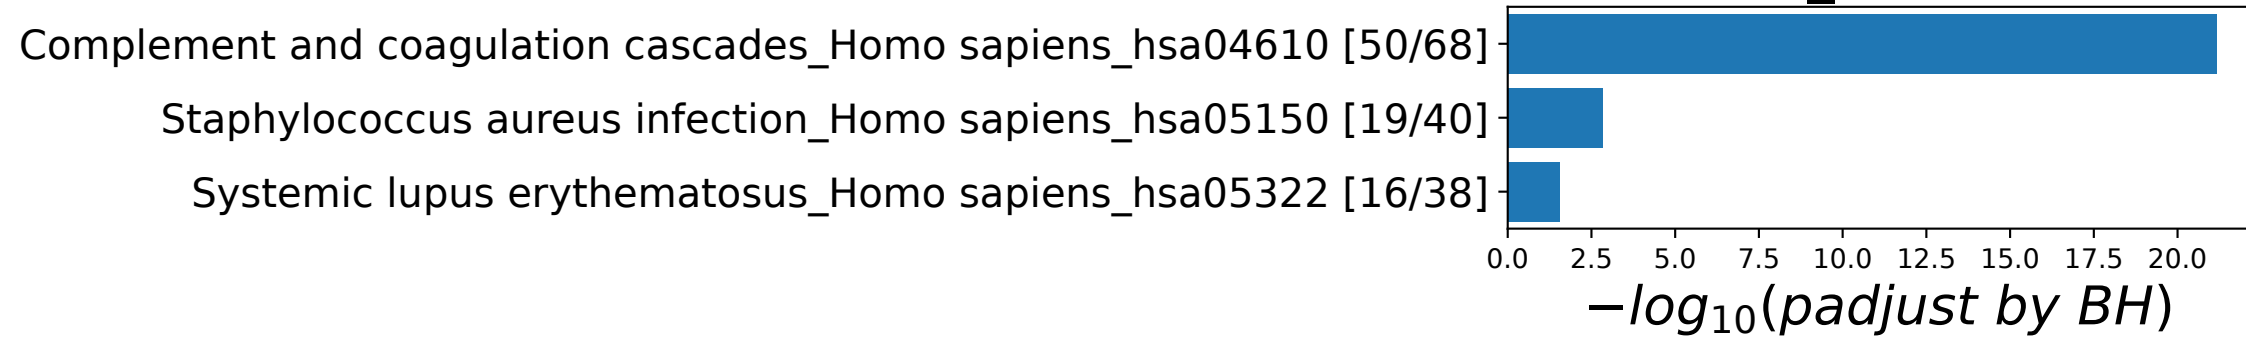 Complement and coagulation cascades_Homo sapiens_hsa04610 [50/68]
Staphylococcus aureus infection_Homo sapiens_hsa05150 [19/40]
Systemic lupus erythematosus_Homo sapiens_hsa05322 [16/38]
0.0 2.5 5.0 7.5 10.0 12.5 15.0 17.5 20.0
−log10(padjust by BH)